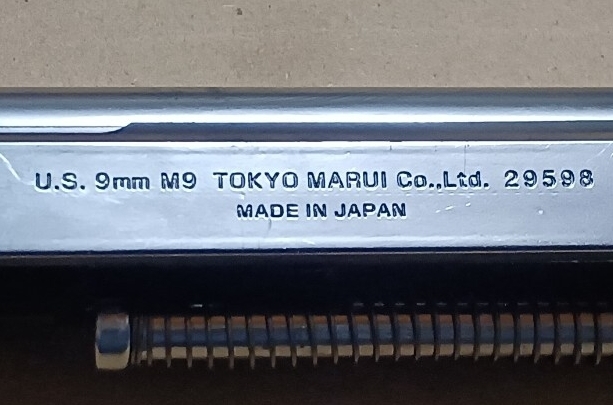 U.S. 9mm M9 TOKYO MARUI Co.,Ltd. 29598
MADE IN JAPAN